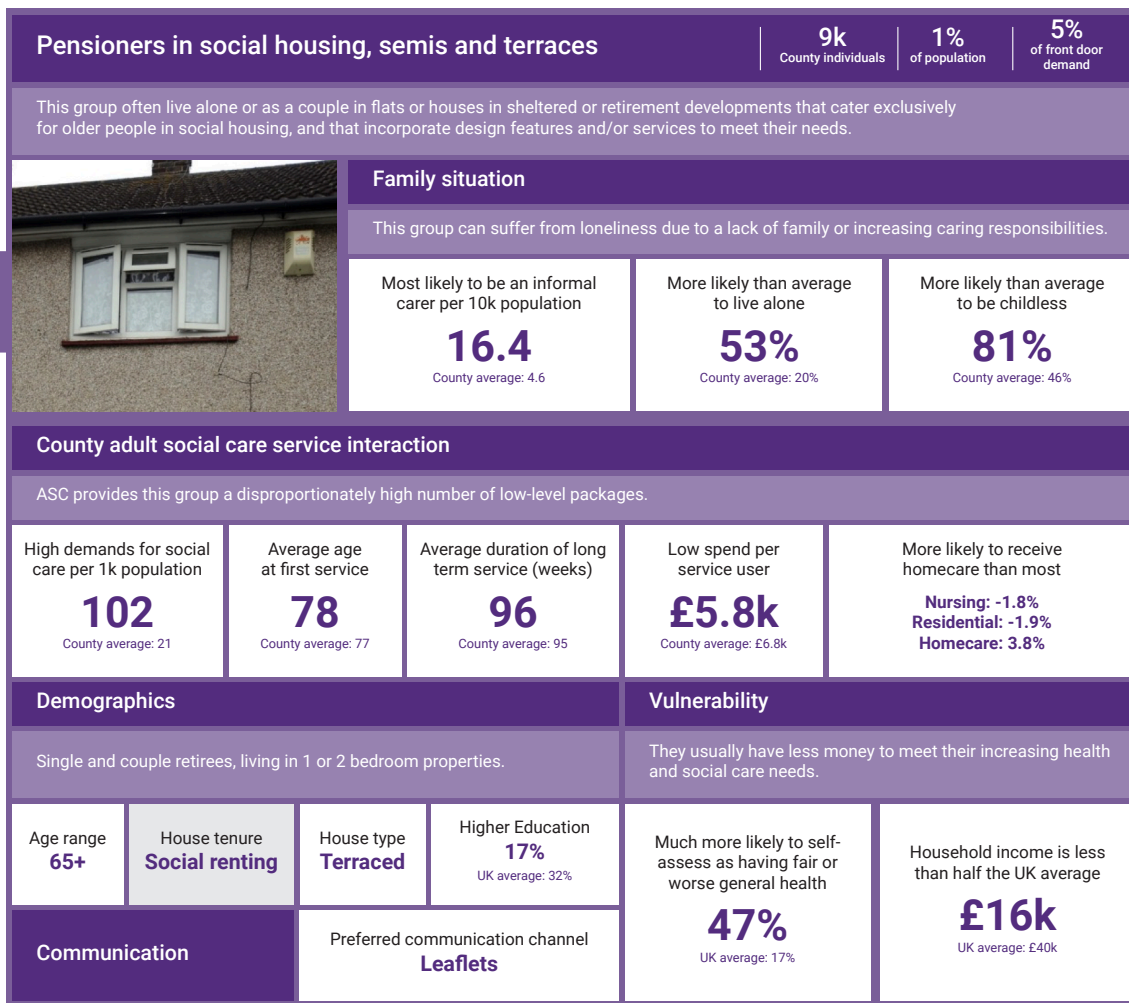 Pensioners in social housing, semis and terraces
9k
County individuals
1%
of population
5%
of front door
demand
This group often live alone or as a couple in flats or houses in sheltered or retirement developments that cater exclusively
for older people in social housing, and that incorporate design features and/or services to meet their needs.
Family situation
This group can suffer from loneliness due to a lack of family or increasing caring responsibilities.
Most likely to be an informal
carer per 10k population
16.4
County average: 4.6
More likely than average
to live alone
53%
County average: 20%
More likely than average
to be childless
81%
County average: 46%
County adult social care service interaction
ASC provides this group a disproportionately high number of low-level packages.
High demands for social
care per 1k population
102
County average: 21
Average age
at first service
78
County average: 77
Average duration of long
term service (weeks)
96
County average: 95
Low spend per
service user
£5.8k
County average: £6.8k
More likely to receive
homecare than most
Nursing: -1.8%
Residential: -1.9%
Homecare: 3.8%
Demographics
Single and couple retirees, living in 1 or 2 bedroom properties.
Age range
65+
House tenure
Social renting
House type
Terraced
Higher Education
17%
UK average: 32%
Communication
Preferred communication channel
Leaflets
Vulnerability
They usually have less money to meet their increasing health
and social care needs.
Much more likely to self-
assess as having fair or
worse general health
47%
UK average: 17%
Household income is less
than half the UK average
£16k
UK average: £40k